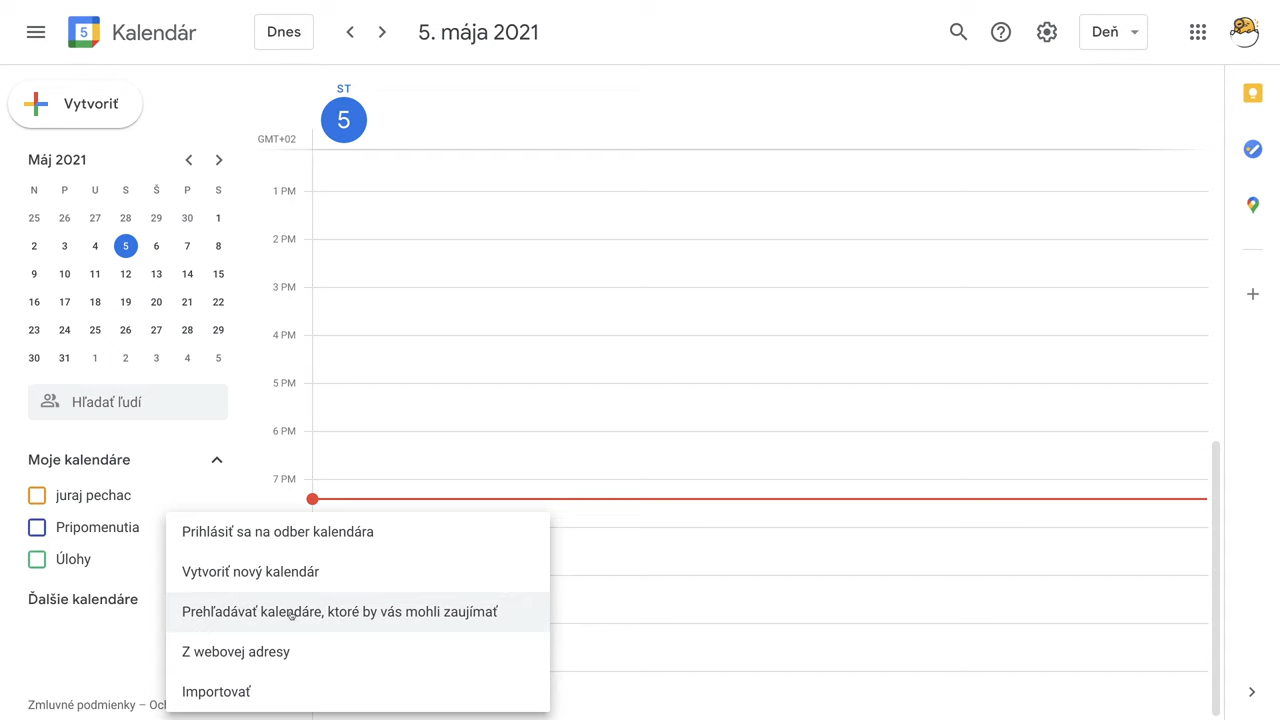 5 Kalendár
Dnes
5. mája 2021
Deň
Vytvoriť
ST
5
GMT+02
Máj 2021
N P U S Š P S
25 26 27 28 29 30 1
2 3 4 5 6 7 8
9 10 11 12 13 14 15
16 17 18 19 20 21 22
23 24 25 26 27 28 29
30 31 1 2 3 4 5
Hľadať ľudí
Moje kalendáre
juraj pechac
Pripomenutia
Úlohy
Ďalšie kalendáre
Zmluvné podmienky – Oc
1 PM
2 PM
3 PM
4 PM
5 PM
6 PM
7 PM
Prihlásiť sa na odber kalendára
Vytvoriť nový kalendár
Prehľadávať kalendáre, ktoré by vás mohli zaujímať
Z webovej adresy
Importovať